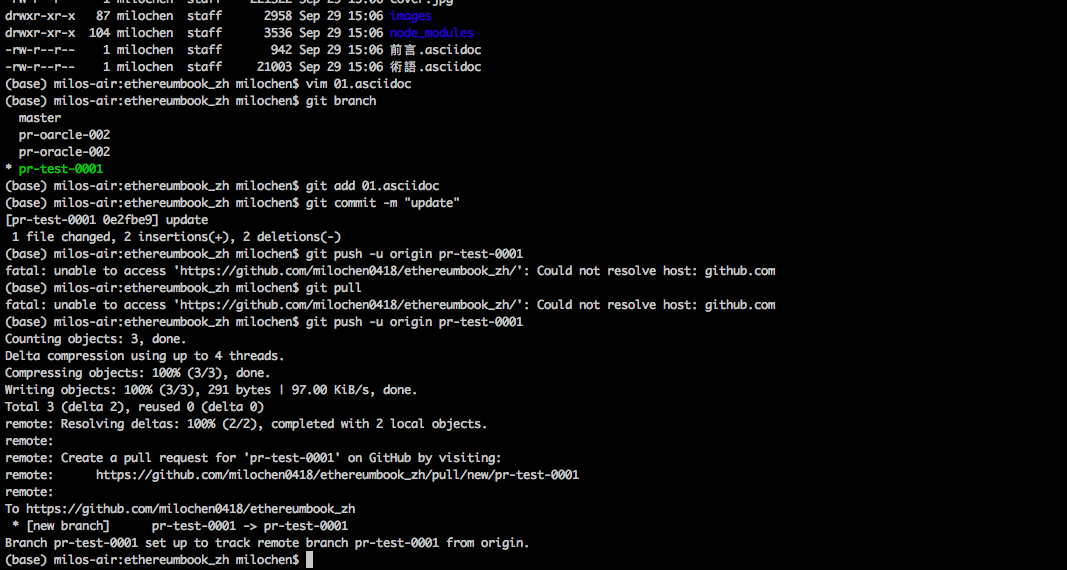 -rw-r--r-- 1 milochen staff 221522 Sep 29 15:06 cover.jpg
drwxr-xr-x 87 milochen staff 2958 Sep 29 15:06 images
drwxr-xr-x 104 milochen staff 3536 Sep 29 15:06 node_modules
-rw-r--r-- 1 milochen staff 942 Sep 29 15:06 前言.asciidoc
-rw-r--r-- 1 milochen staff 21003 Sep 29 15:06 術語.asciidoc
(base) milos-air:ethereumbook_zh milochen$ vim 01.asciidoc
(base) milos-air:ethereumbook_zh milochen$ git branch
master
pr-oarcle-002
pr-oracle-002
* pr-test-0001
(base) milos-air:ethereumbook_zh milochen$ git add 01.asciidoc
(base) milos-air:ethereumbook_zh milochen$ git commit -m "update"
[pr-test-0001 0e2fbe9] update
1 file changed, 2 insertions(+), 2 deletions(-)
(base) milos-air:ethereumbook_zh milochen$ git push -u origin pr-test-0001
fatal: unable to access 'https://github.com/milochen0418/ethereumbook_zh/': Could not resolve host: github.com
(base) milos-air:ethereumbook_zh milochen$ git pull
fatal: unable to access 'https://github.com/milochen0418/ethereumbook_zh/': Could not resolve host: github.com
(base) milos-air:ethereumbook_zh milochen$ git push -u origin pr-test-0001
Counting objects: 3, done.
Delta compression using up to 4 threads.
Compressing objects: 100% (3/3), done.
Writing objects: 100% (3/3), 291 bytes | 97.00 KiB/s, done.
Total 3 (delta 2), reused 0 (delta 0)
remote: Resolving deltas: 100% (2/2), completed with 2 local objects.
remote:
remote: Create a pull request for 'pr-test-0001' on GitHub by visiting:
remote: https://github.com/milochen0418/ethereumbook_zh/pull/new/pr-test-0001
remote:
To https://github.com/milochen0418/ethereumbook_zh
* [new branch] pr-test-0001 -> pr-test-0001
Branch pr-test-0001 set up to track remote branch pr-test-0001 from origin.
(base) milos-air:ethereumbook_zh milochen$